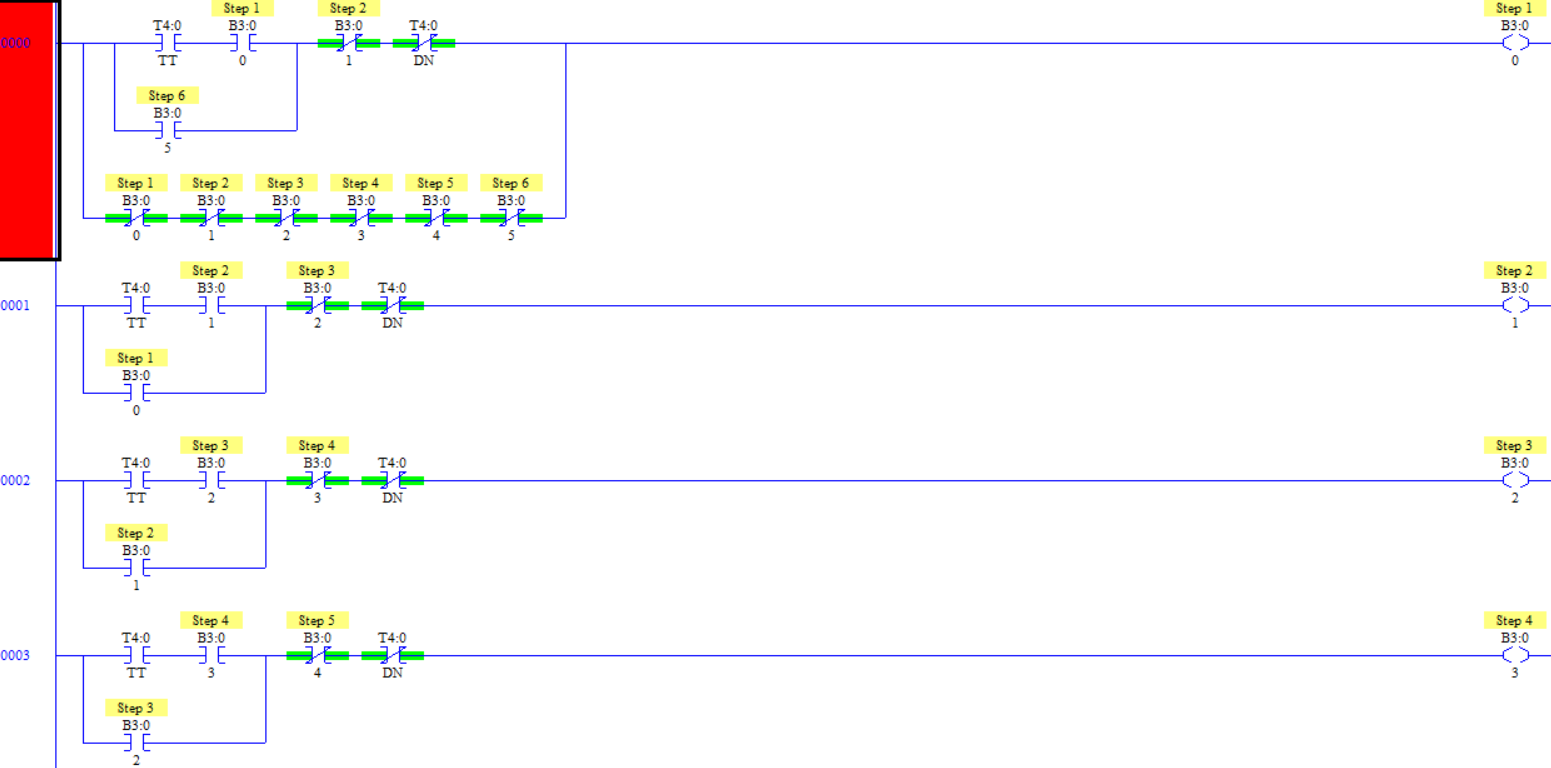 Step 1 Step 2 Step 1
T4:0 B3:0 B3:0 T4:0 B3:0
0000
TT 0 1 DN 0
Step 6
B3:0
5
Step 1 Step 2 Step 3 Step 4 Step 5 Step 6
B3:0 B3:0 B3:0 B3:0 B3:0 B3:0
0 1 2 3 4 5
Step 2 Step 3 Step 2
T4:0 B3:0 B3:0 T4:0 B3:0
0001
TT 1 2 DN 1
Step 1
B3:0
0
Step 3 Step 4 Step 3
T4:0 B3:0 B3:0 T4:0 B3:0
0002
TT 2 3 DN 2
Step 2
B3:0
1
Step 4 Step 5 Step 4
T4:0 B3:0 B3:0 T4:0 B3:0
0003
TT 3 4 DN 3
Step 3
B3:0
2